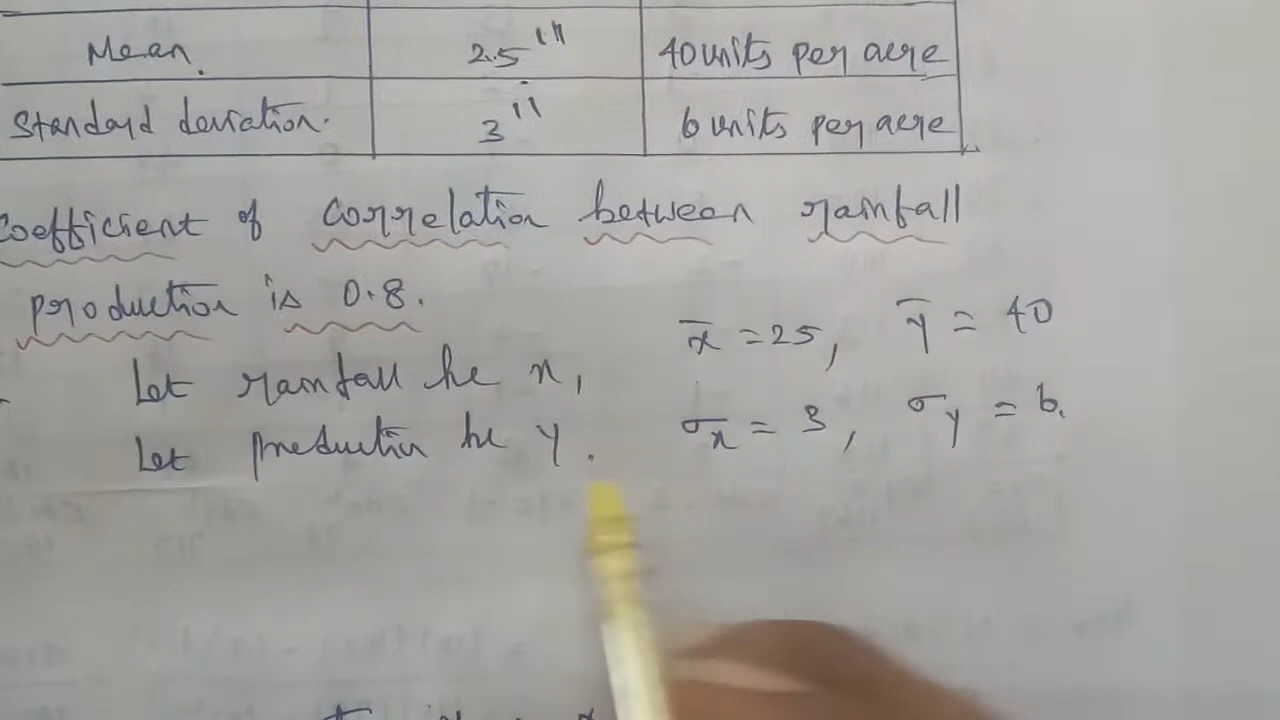 Mean. 2.5" 40 units per acre
Standard deviation. 3" 6 units per acre
Coefficient of correlation between rainfall
production is 0.8.
Let rainfall be x, x̄ = 25, ȳ = 40
Let production be y. σx = 3, σy = 6.